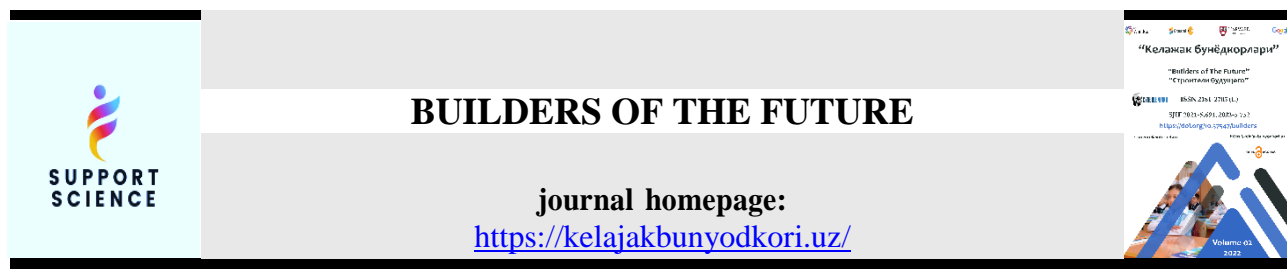 SUPPORT
SCIENCE
BUILDERS OF THE FUTURE
journal homepage:
https://kelajakbunyodkori.uz/
“Келажак бунёдкорлари”
“Builders of The Future”
“Строители будущего”
Volume 02
2022